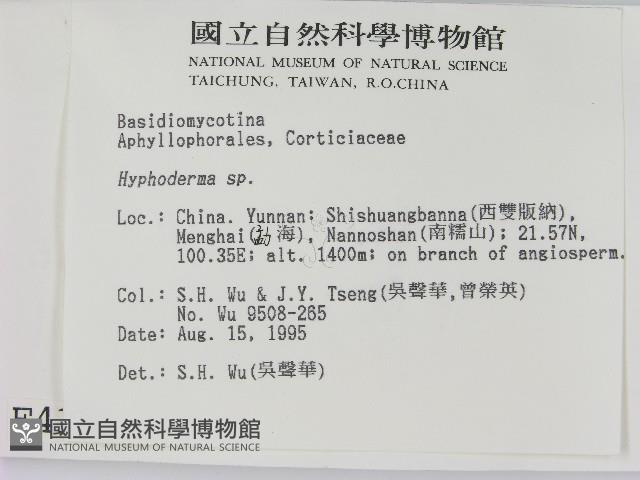 國立自然科學博物館
NATIONAL MUSEUM OF NATURAL SCIENCE
TAICHUNG, TAIWAN, R.O.CHINA
Basidiomycotina
Aphyllophorales, Corticiaceae
Hyphoderma sp.
Loc.: China. Yunnan: Shishuangbanna(西雙版納),
Menghai(勐海), Nannoshan(南糯山); 21.57N,
100.35E; alt. 1400m; on branch of angiosperm.
Col.: S.H. Wu & J.Y. Tseng(吳聲華,曾榮英)
No. Wu 9508-265
Date: Aug. 15, 1995
Det.: S.H. Wu(吳聲華)
國立自然科學博物館
NATIONAL MUSEUM OF NATURAL SCIENCE